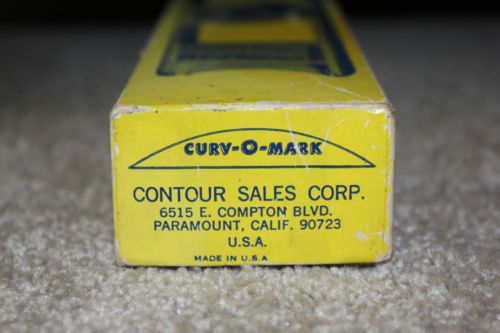 CURV-O-MARK
CONTOUR SALES CORP.
6515 E. COMPTON BLVD.
PARAMOUNT, CALIF. 90723
U.S.A.
MADE IN U.S.A